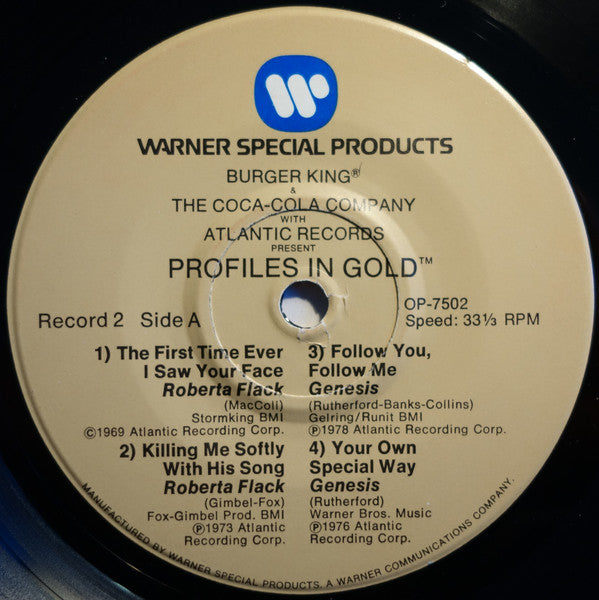 WARNER SPECIAL PRODUCTS
BURGER KING®
&
THE COCA-COLA COMPANY
WITH
ATLANTIC RECORDS
PRESENT
PROFILES IN GOLD™
OP-7502
Record 2 Side A
Speed: 33⅓ RPM
1) The First Time Ever
I Saw Your Face
Roberta Flack
(MacColl)
Stormking BMI
©1969 Atlantic Recording Corp.
2) Killing Me Softly
With His Song
Roberta Flack
(Gimbel-Fox)
Fox-Gimbel Prod. BMI
℗1973 Atlantic
Recording Corp.
3) Follow You,
Follow Me
Genesis
(Rutherford-Banks-Collins)
Gelring/Runit BMI
℗1978 Atlantic Recording Corp.
4) Your Own
Special Way
Genesis
(Rutherford)
Warner Bros. Music
℗1976 Atlantic
Recording Corp.
MANUFACTURED BY WARNER SPECIAL PRODUCTS. A WARNER COMMUNICATIONS COMPANY.